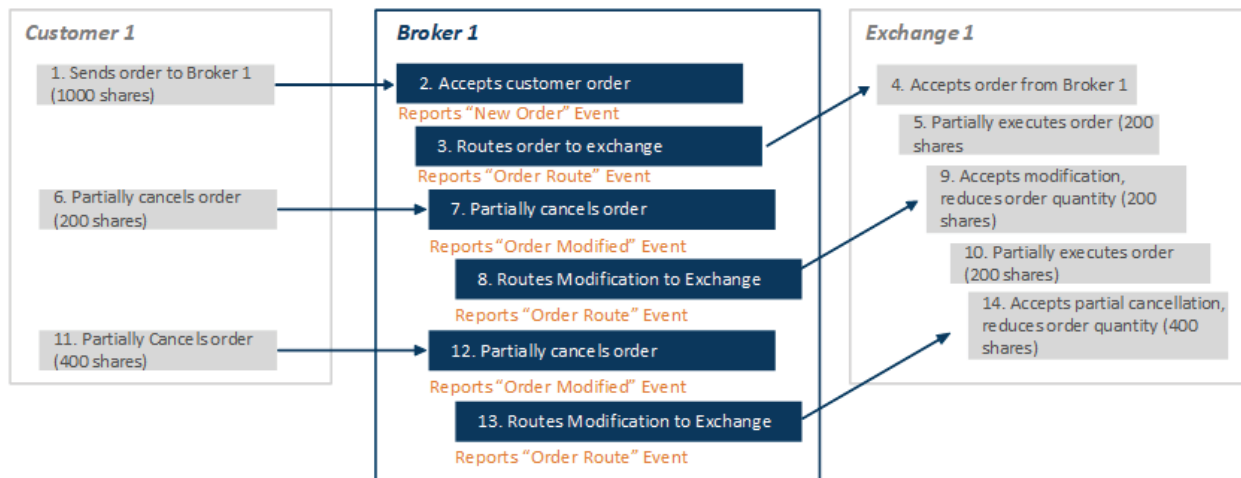 Customer 1
1. Sends order to Broker 1
(1000 shares)
6. Partially cancels order
(200 shares)
11. Partially Cancels order
(400 shares)
Broker 1
2. Accepts customer order
Reports “New Order” Event
3. Routes order to exchange
Reports “Order Route” Event
7. Partially cancels order
Reports “Order Modified” Event
8. Routes Modification to Exchange
Reports “Order Route” Event
12. Partially cancels order
Reports “Order Modified” Event
13. Routes Modification to Exchange
Reports “Order Route” Event
Exchange 1
4. Accepts order from Broker 1
5. Partially executes order (200
shares
9. Accepts modification,
reduces order quantity (200
shares)
10. Partially executes order
(200 shares)
14. Accepts partial cancellation,
reduces order quantity (400
shares)